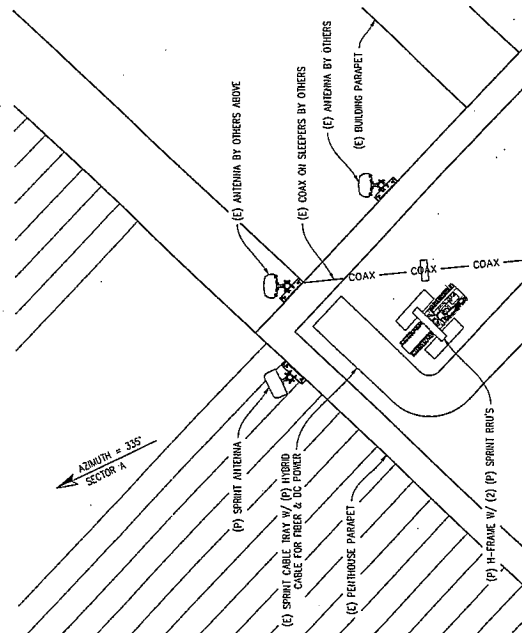 (E) ANTENNA BY OTHERS ABOVE
(E) COAX ON SLEEPERS BY OTHERS
(E) ANTENNA BY OTHERS
(E) BUILDING PARAPET
COAX
COAX
COAX
AZIMUTH = 335°
SECTOR A
(P) SPRINT ANTENNA
(E) SPRINT CABLE TRAY W/ (P) HYBRID
CABLE FOR FIBER & DC POWER
(E) PENTHOUSE PARAPET
(P) H-FRAME W/ (2) (P) SPRINT RRU'S